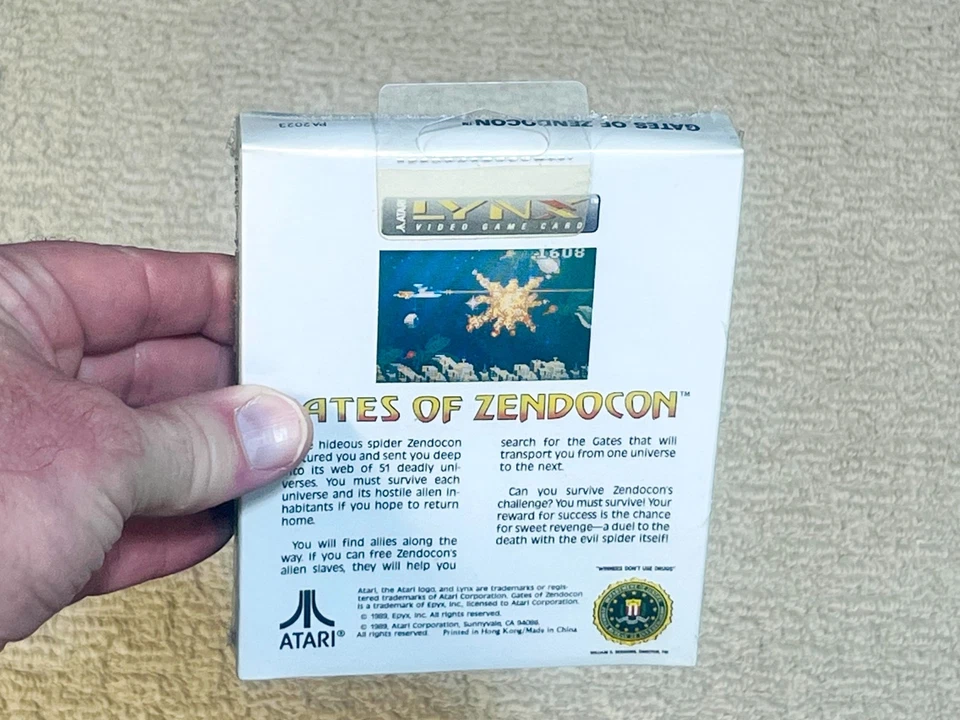 GATES OF ZENDOCON™
PA2023
ATARI
LYNX
VIDEO GAME CARD
1608
ATES OF ZENDOCON™
hideous spider Zendocon
tured you and sent you deep
to its web of 51 deadly uni-
verses. You must survive each
universe and its hostile alien in-
habitants if you hope to return
home.
You will find allies along the
way. If you can free Zendocon's
alien slaves, they will help you
search for the Gates that will
transport you from one universe
to the next.
Can you survive Zendocon's
challenge? You must survive! Your
reward for success is the chance
for sweet revenge—a duel to the
death with the evil spider itself!
"WINNERS DON'T USE DRUGS"
Atari, the Atari logo, and Lynx are trademarks or regis-
tered trademarks of Atari Corporation. Gates of Zendocon
is a trademark of Epyx, Inc., licensed to Atari Corporation.
© 1989, Epyx, Inc. All rights reserved.
© 1989, Atari Corporation, Sunnyvale, CA 94086.
All rights reserved. Printed in Hong Kong/Made in China
ATARI®
WILLIAM S. SESSIONS, DIRECTOR, FBI